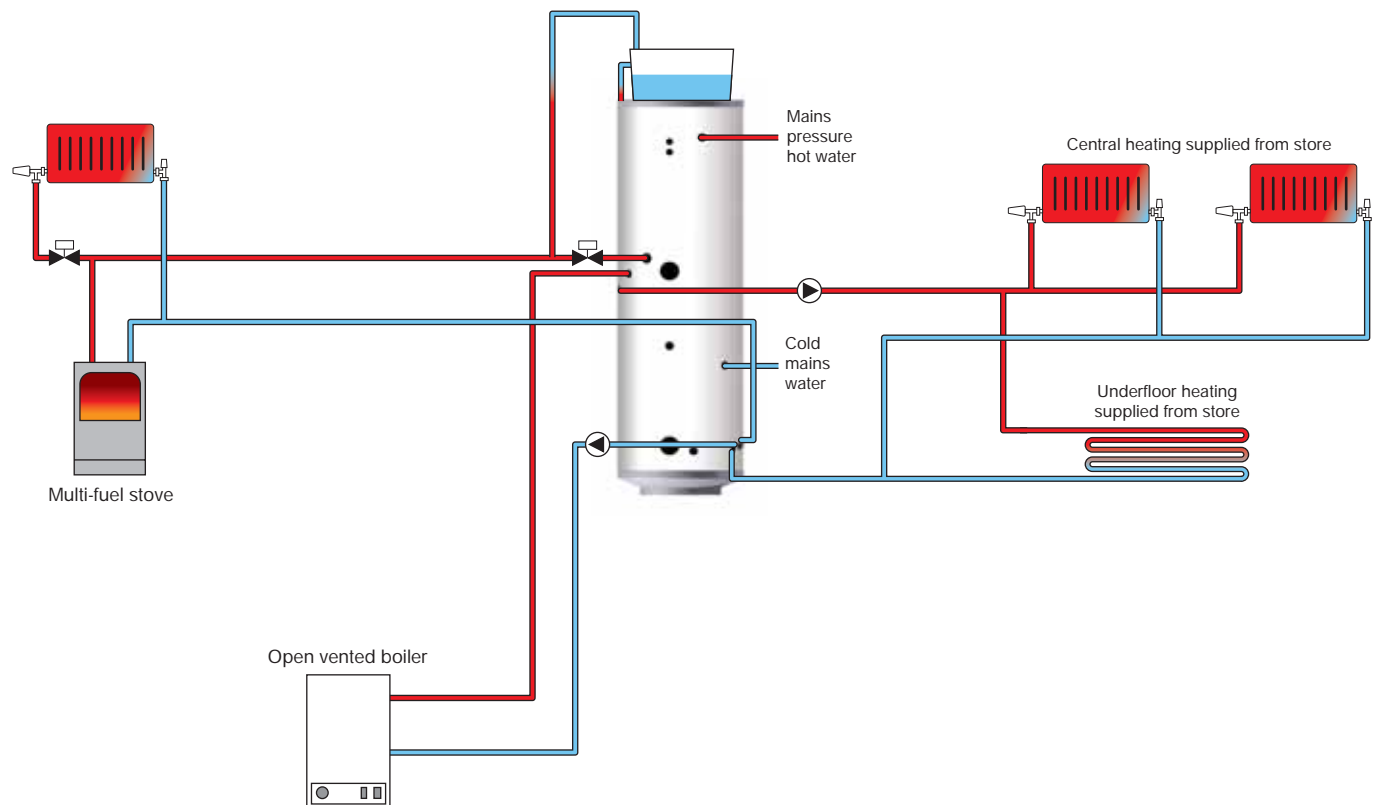 Mains
pressure
hot water
Central heating supplied from store
Cold
mains
water
Underfloor heating
supplied from store
Multi-fuel stove
Open vented boiler